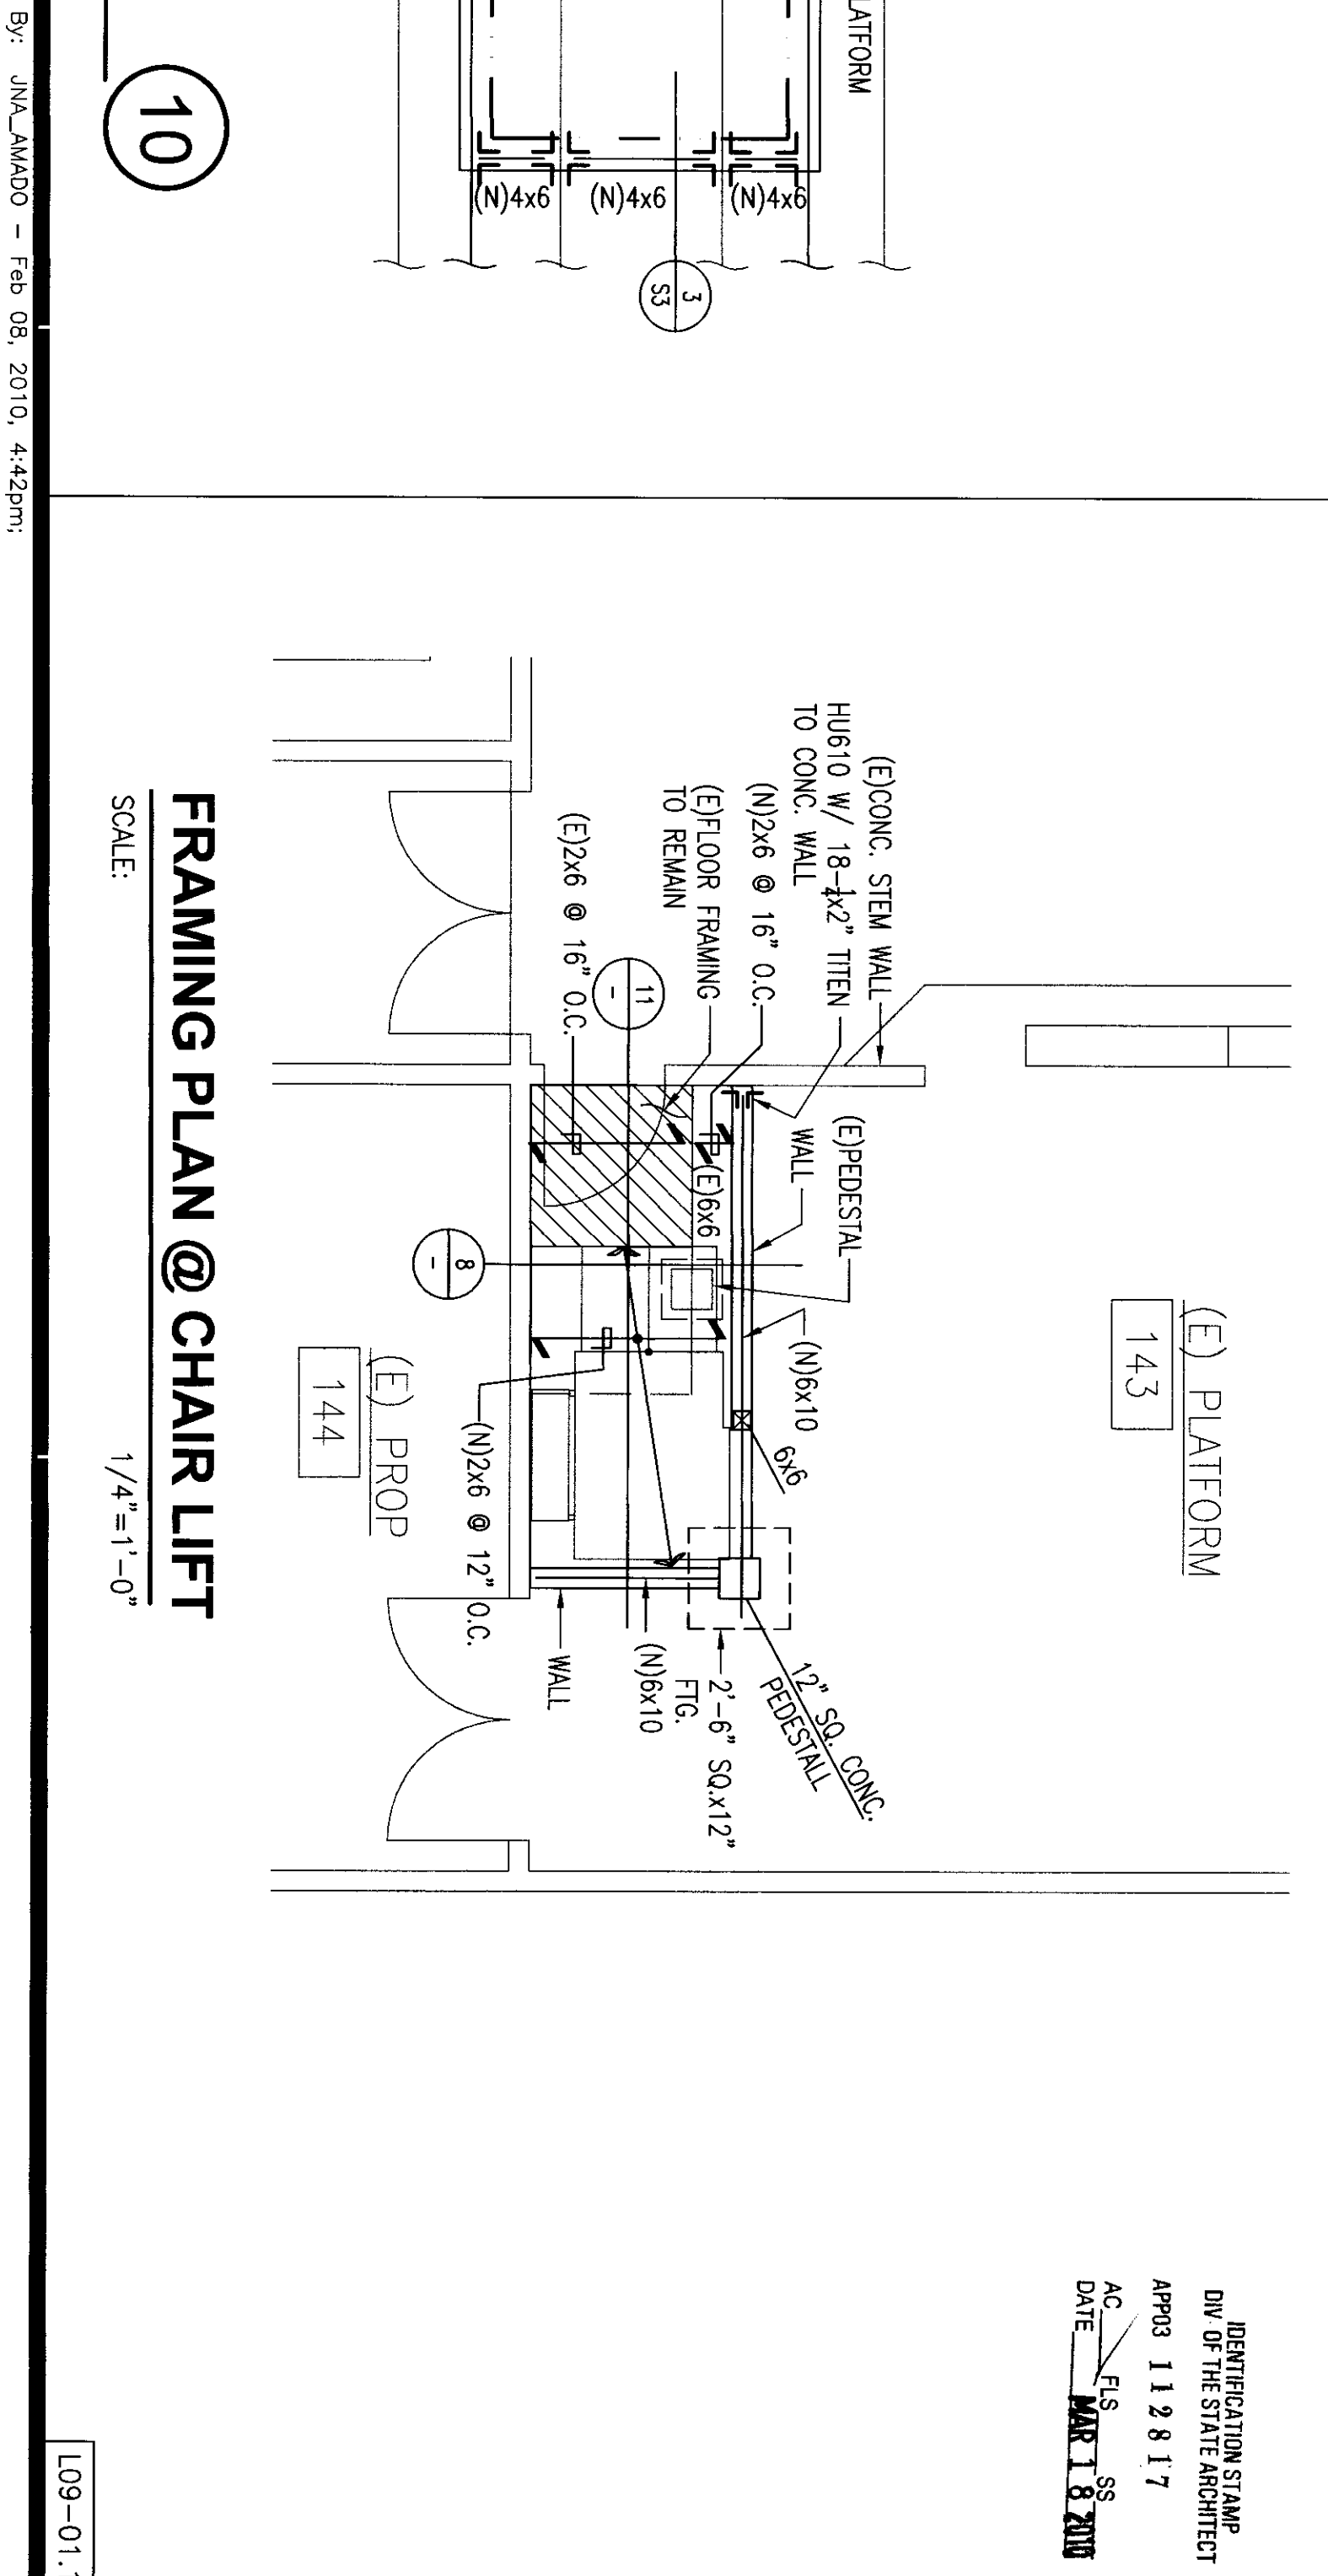 LATFORM
(N)4x6
(N)4x6
(N)4x6
3
S3
10
(E) PLATFORM
143
(E)CONC. STEM WALL
HU610 W/ 18-1/4x2" TITEN
TO CONC. WALL
(N)2x6 @ 16" O.C.
(E)FLOOR FRAMING
TO REMAIN
(E)2x6 @ 16" O.C.
11
-
(E)PEDESTAL
WALL
(E)6x6
8
-
(N)6x10
6x6
12" SQ. CONC.
PEDESTALL
2'-6" SQ.x12"
FTG.
(N)6x10
WALL
(N)2x6 @ 12" O.C.
(E) PROP
144
FRAMING PLAN @ CHAIR LIFT
SCALE: 1/4"=1'-0"
IDENTIFICATION STAMP
DIV. OF THE STATE ARCHITECT
APP03 112817
AC FLS SS
DATE MAR 18 2010
L09-01.
By: JNA_AMADO - Feb 08, 2010, 4:42pm;